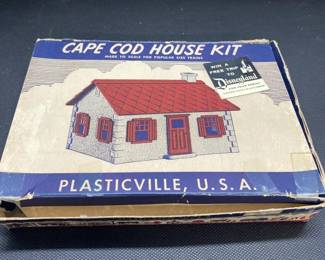 CAPE COD HOUSE KIT
MADE TO SCALE FOR POPULAR SIZE TRAINS
WIN A
FREE TRIP
TO
Disneyland
PLASTICVILLE, U.S.A.